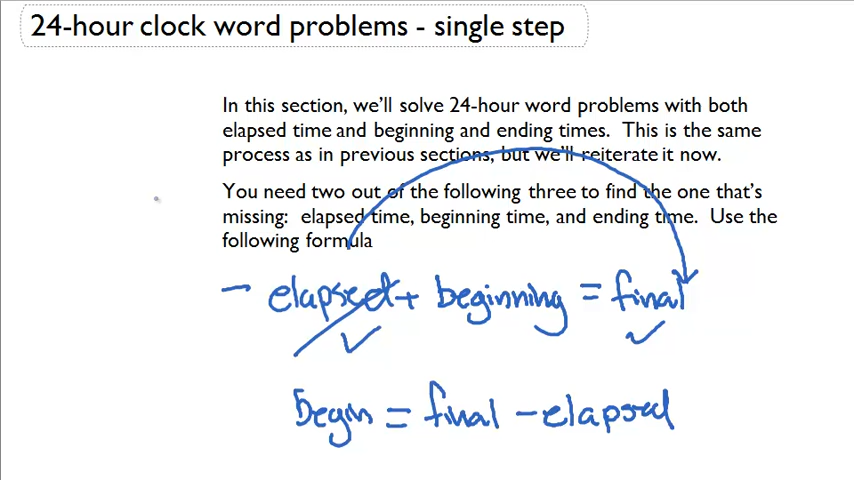 24-hour clock word problems - single step
In this section, we'll solve 24-hour word problems with both
elapsed time and beginning and ending times. This is the same
process as in previous sections, but we'll reiterate it now.
You need two out of the following three to find the one that's
missing: elapsed time, beginning time, and ending time. Use the
following formula
- elapsed + beginning = final
begin = final - elapsed